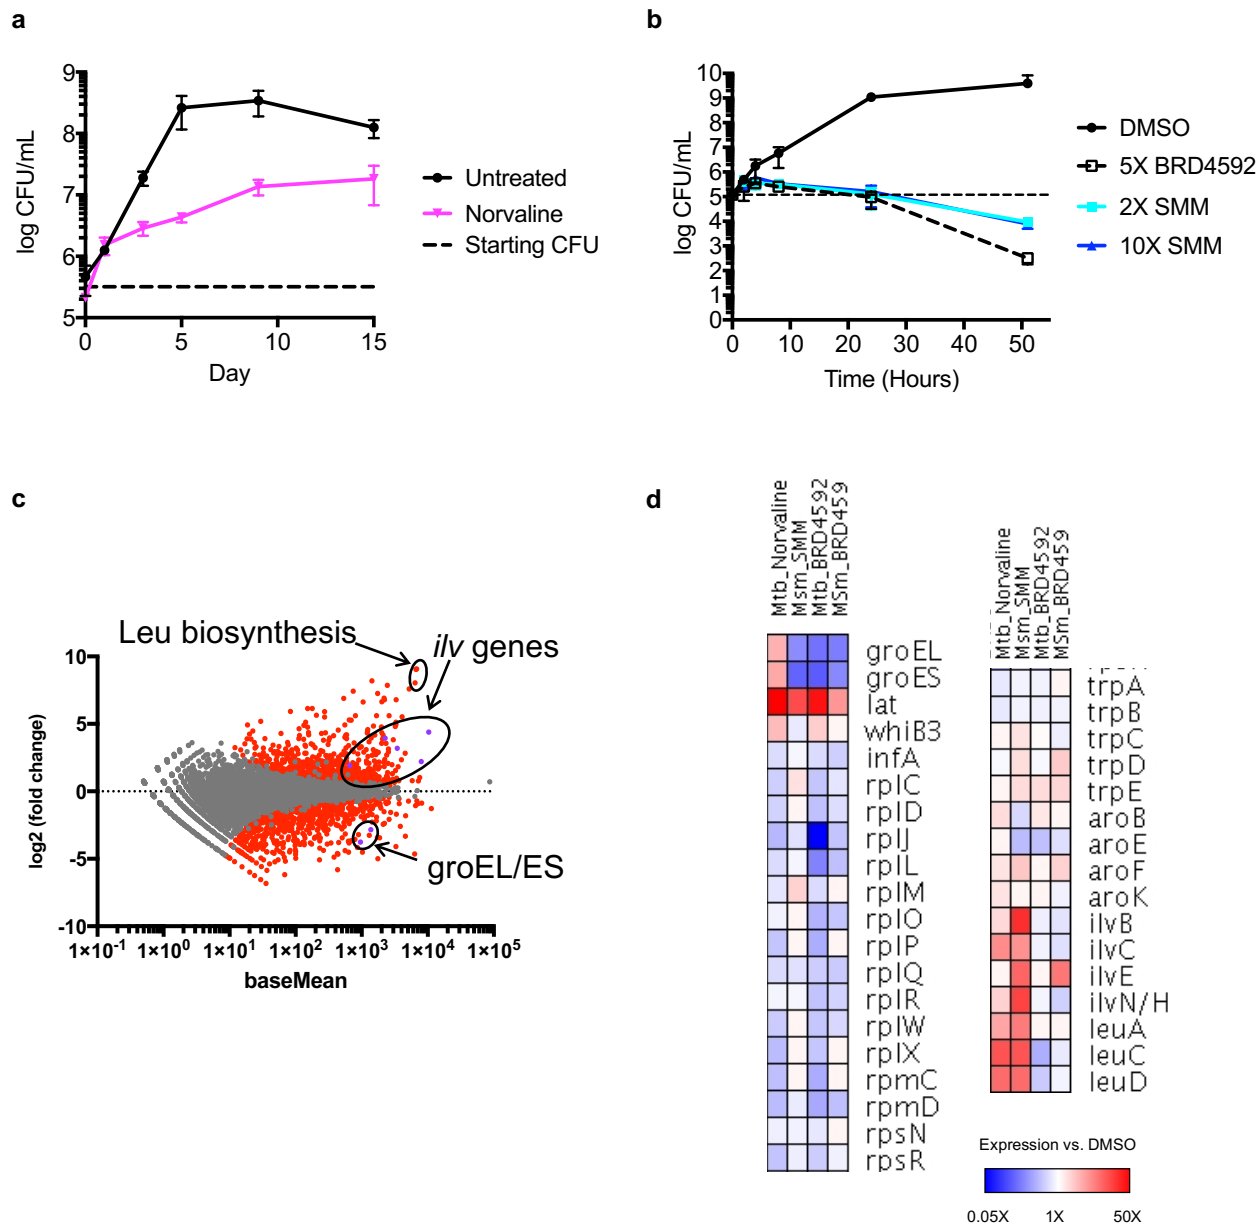 a
9
8
7
6
5
log CFU/mL
0
5
10
15
Day
Untreated
Norvaline
Starting CFU
b
10
9
8
7
6
5
4
3
2
1
0
log CFU/mL
0
10
20
30
40
50
Time (Hours)
DMSO
5X BRD4592
2X SMM
10X SMM
c
Leu biosynthesis
ilv genes
groEL/ES
10
5
0
-5
-10
log2 (fold change)
1×10-1
1×100
1×101
1×102
1×103
1×104
1×105
baseMean
d
Mtb_Norvaline
Msm_SMM
Mtb_BRD4592
MSm_BRD459
groEL
groES
lat
whiB3
infA
rplC
rplD
rplJ
rplL
rplM
rplO
rplP
rplQ
rplR
rplW
rplX
rpmC
rpmD
rpsN
rpsR
Mtb_Norvaline
Msm_SMM
Mtb_BRD4592
MSm_BRD459
trpA
trpB
trpC
trpD
trpE
aroB
aroE
aroF
aroK
ilvB
ilvC
ilvE
ilvN/H
leuA
leuC
leuD
Expression vs. DMSO
0.05X
1X
50X